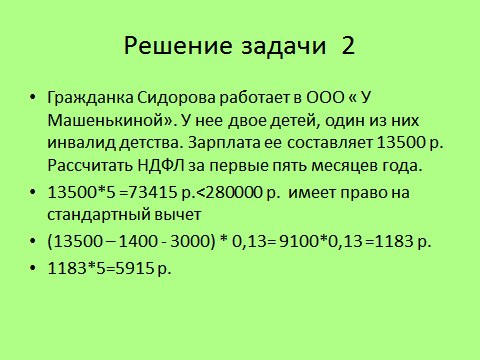 Решение задачи 2
• Гражданка Сидорова работает в ООО « У
Машенькиной». У нее двое детей, один из них
инвалид детства. Зарплата ее составляет 13500 р.
Рассчитать НДФЛ за первые пять месяцев года.
• 13500*5 =73415 р.<280000 р. имеет право на
стандартный вычет
• (13500 – 1400 - 3000) * 0,13= 9100*0,13 =1183 р.
• 1183*5=5915 р.